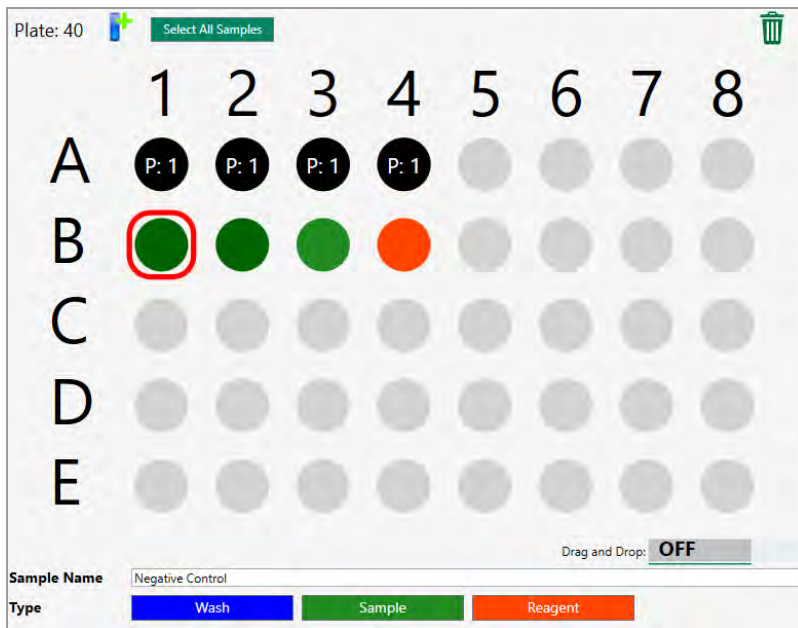 Plate: 40 Select All Samples
1 2 3 4 5 6 7 8
A P: 1 P: 1 P: 1 P: 1
B
C
D
E
Drag and Drop: OFF
Sample Name Negative Control
Type Wash Sample Reagent